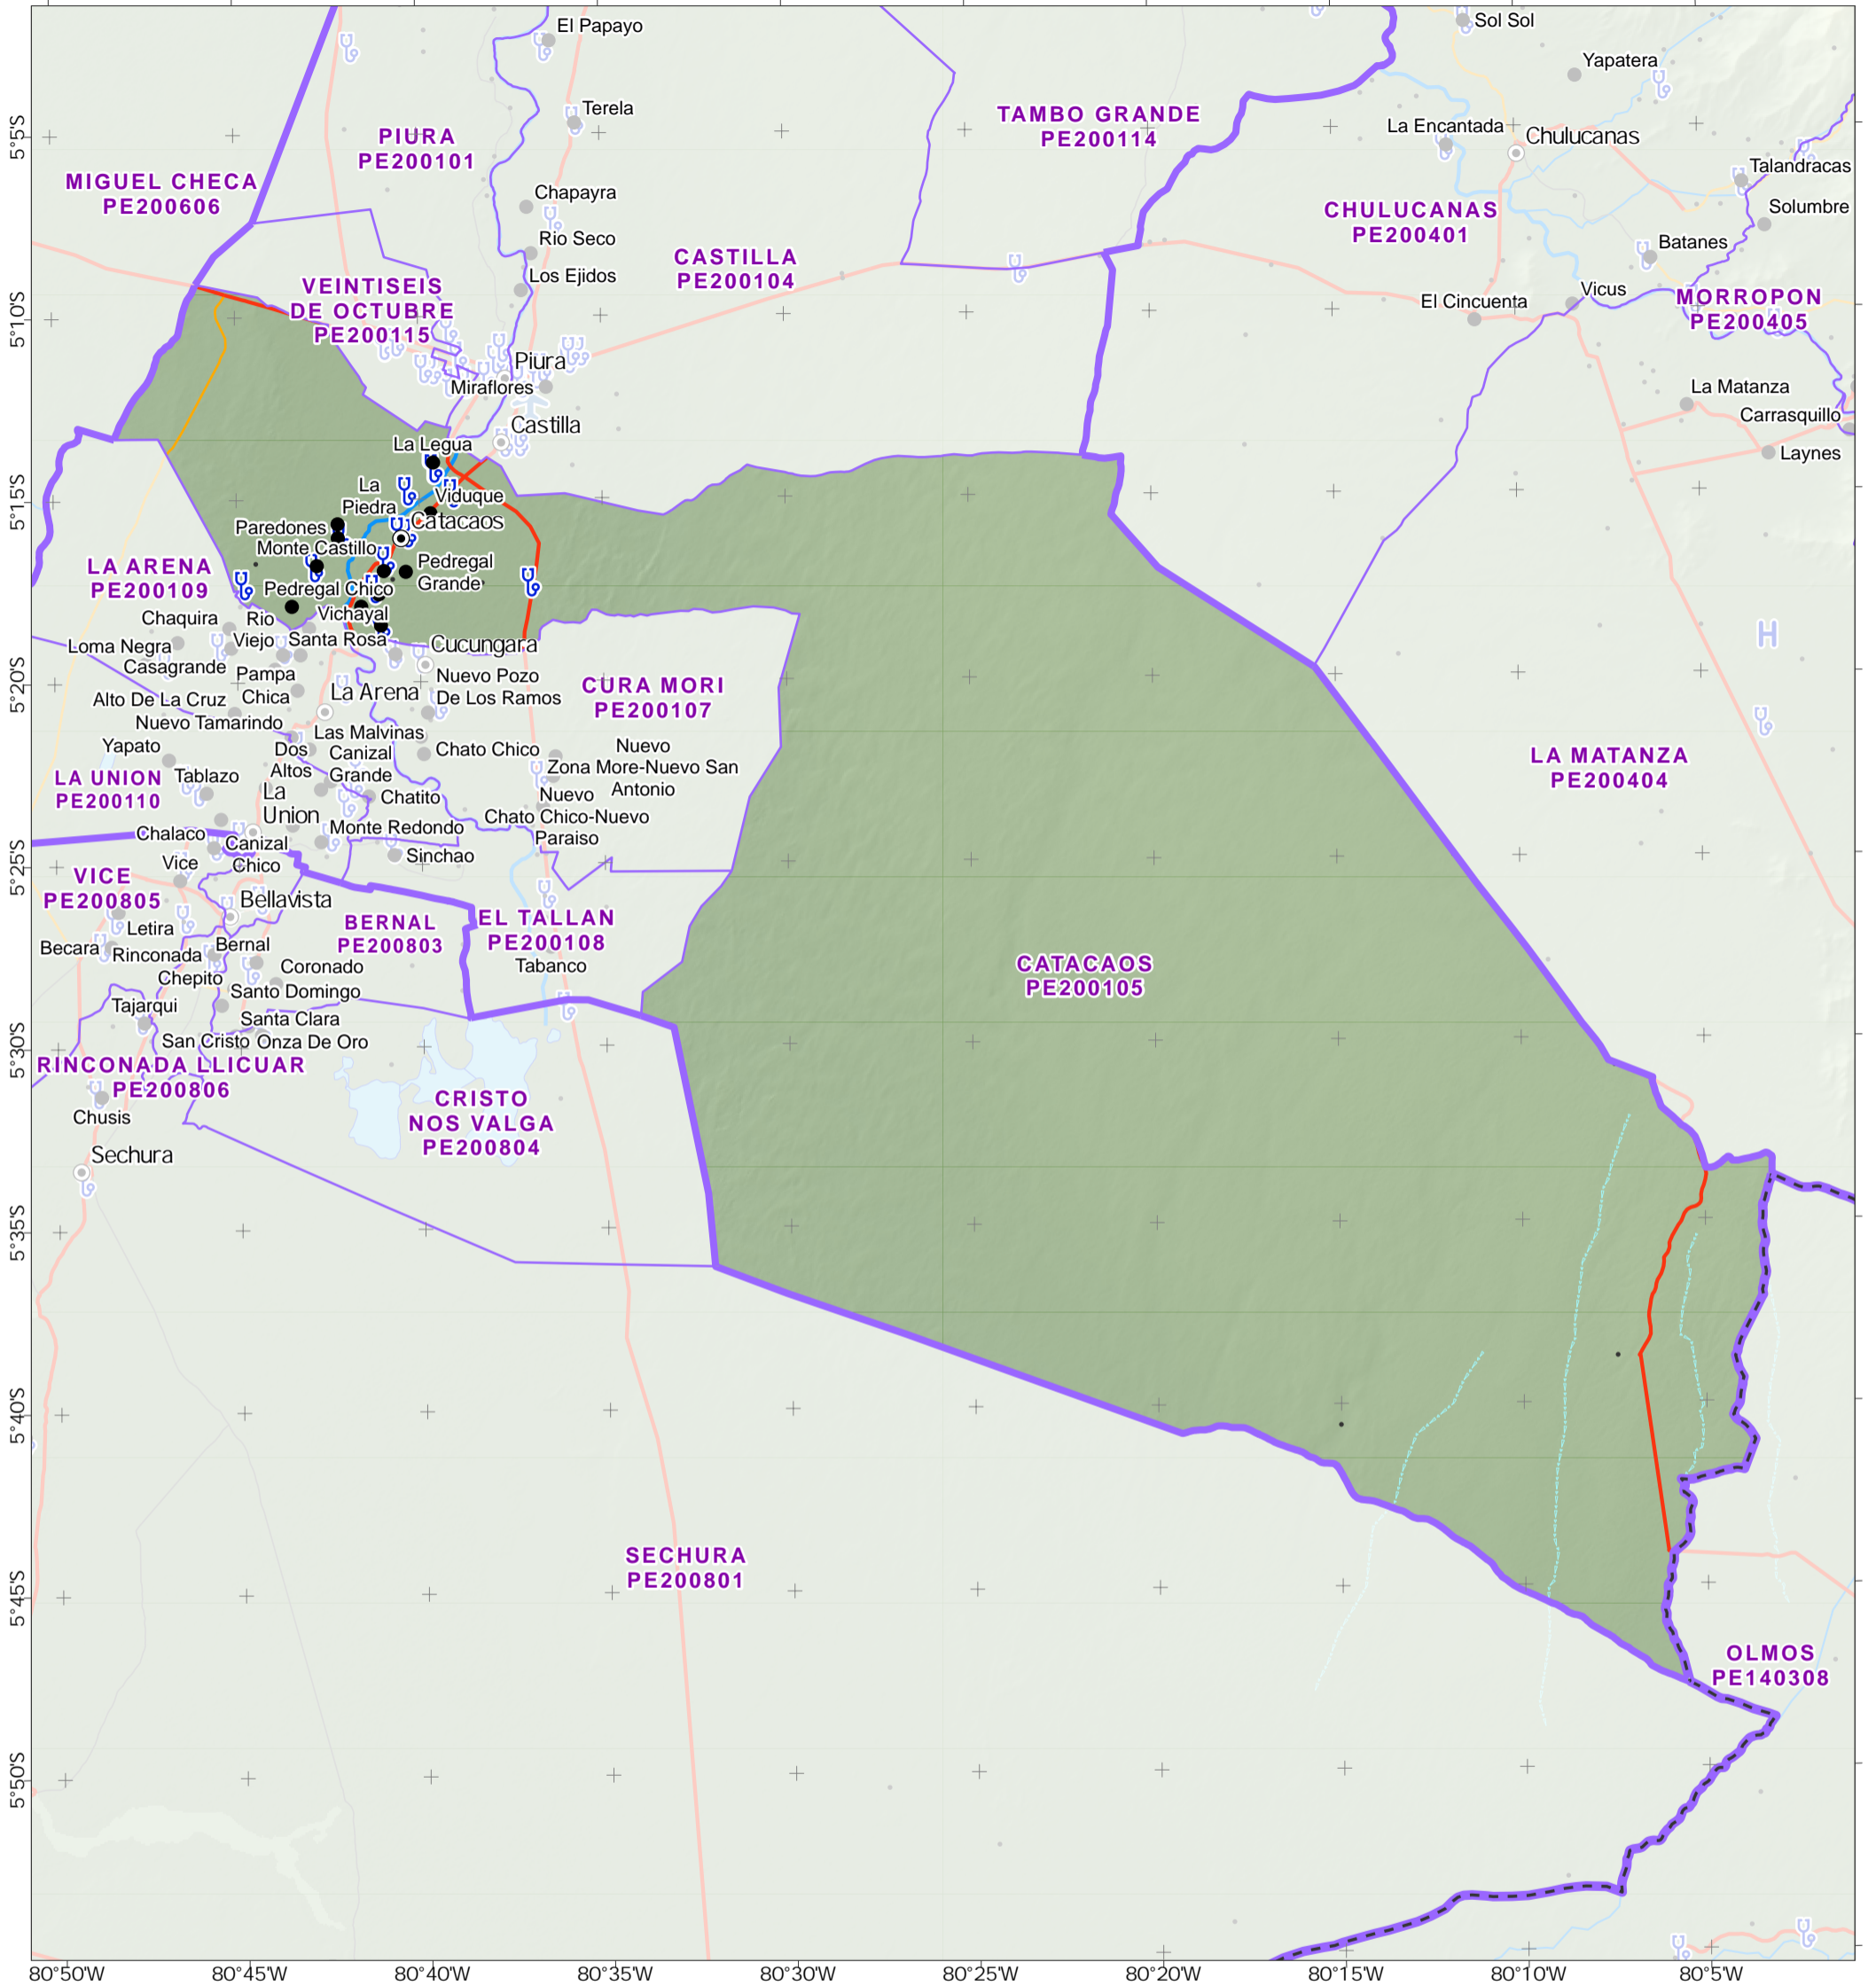 El Papayo
Sol Sol
Yapatera
Terela
TAMBO GRANDE
PE200114
La Encantada
Chulucanas
5°5'S
PIURA
PE200101
Talandracas
MIGUEL CHECA
PE200606
Chapayra
CHULUCANAS
PE200401
Solumbre
Rio Seco
Batanes
CASTILLA
PE200104
Los Ejidos
VEINTISEIS
DE OCTUBRE
PE200115
Vicus
El Cincuenta
MORROPON
PE200405
5°10'S
Piura
Miraflores
La Matanza
Carrasquillo
Castilla
La Legua
Laynes
La
Piedra
Viduque
5°15'S
Paredones
Catacaos
Monte Castillo
Pedregal
Grande
LA ARENA
PE200109
Pedregal Chico
Chaquira
Rio
Viejo
Vichayal
Santa Rosa
H
Loma Negra
Cucungara
Casagrande
Pampa
Chica
Nuevo Pozo
De Los Ramos
5°20'S
La Arena
CURA MORI
PE200107
Alto De La Cruz
Nuevo Tamarindo
Las Malvinas
Yapato
Dos
Altos
Canizal
Grande
Chato Chico
Nuevo
Zona More-Nuevo San
Antonio
LA MATANZA
PE200404
LA UNION
PE200110
Tablazo
La
Union
Chatito
Nuevo
Chato Chico-Nuevo
Paraiso
Chalaco
Canizal
Chico
Monte Redondo
Sinchao
5°25'S
Vice
VICE
PE200805
Bellavista
Letira
BERNAL
PE200803
EL TALLAN
PE200108
Becara
Rinconada
Bernal
Tabanco
CATACAOS
PE200105
Chepito
Coronado
Santo Domingo
Tajarqui
Santa Clara
San Cristo
Onza De Oro
5°30'S
RINCONADA LLICUAR
PE200806
Chusis
CRISTO
NOS VALGA
PE200804
Sechura
5°35'S
5°40'S
SECHURA
PE200801
5°45'S
OLMOS
PE140308
5°50'S
80°50'W
80°45'W
80°40'W
80°35'W
80°30'W
80°25'W
80°20'W
80°15'W
80°10'W
80°5'W